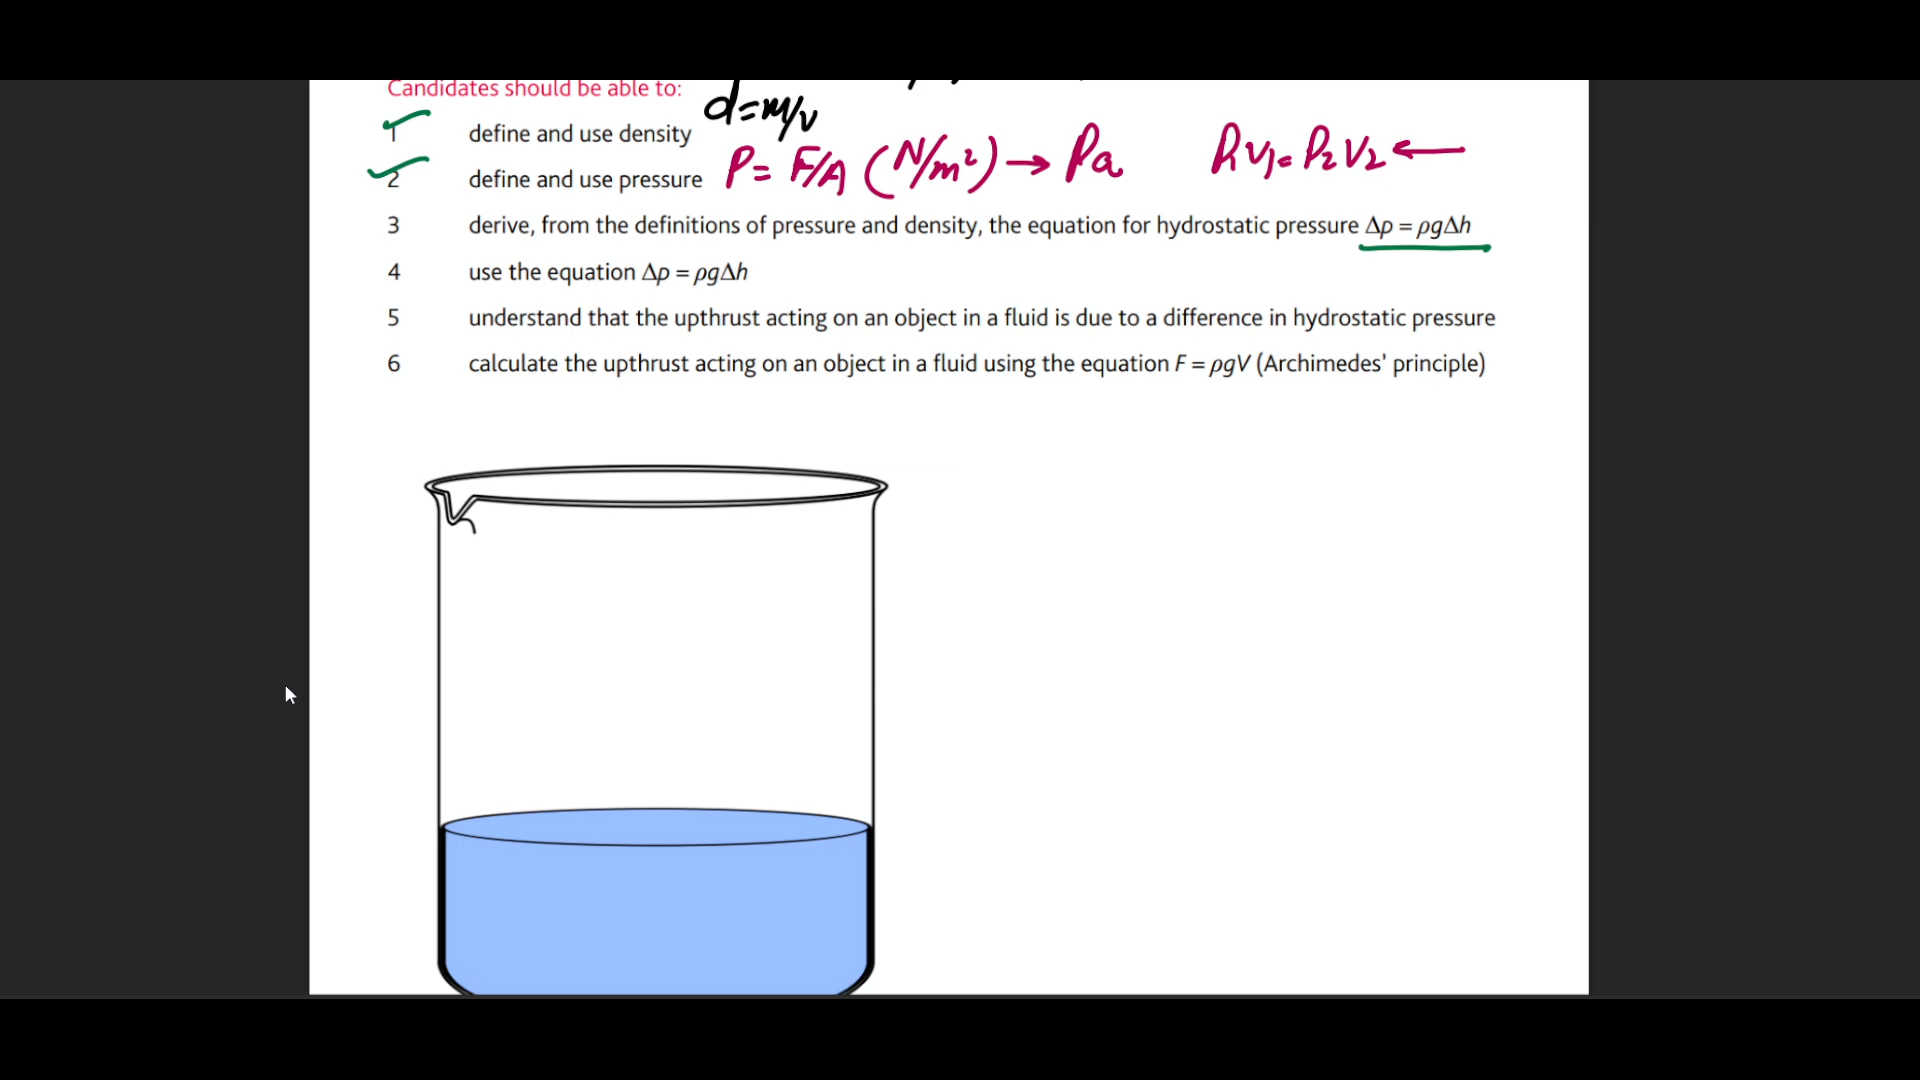 Candidates should be able to:
d=m/v
1 define and use density
2 define and use pressure P= F/A (N/m²) → Pa P₁V₁= P₂V₂ ←
3 derive, from the definitions of pressure and density, the equation for hydrostatic pressure Δp = ρgΔh
4 use the equation Δp = ρgΔh
5 understand that the upthrust acting on an object in a fluid is due to a difference in hydrostatic pressure
6 calculate the upthrust acting on an object in a fluid using the equation F = ρgV (Archimedes’ principle)